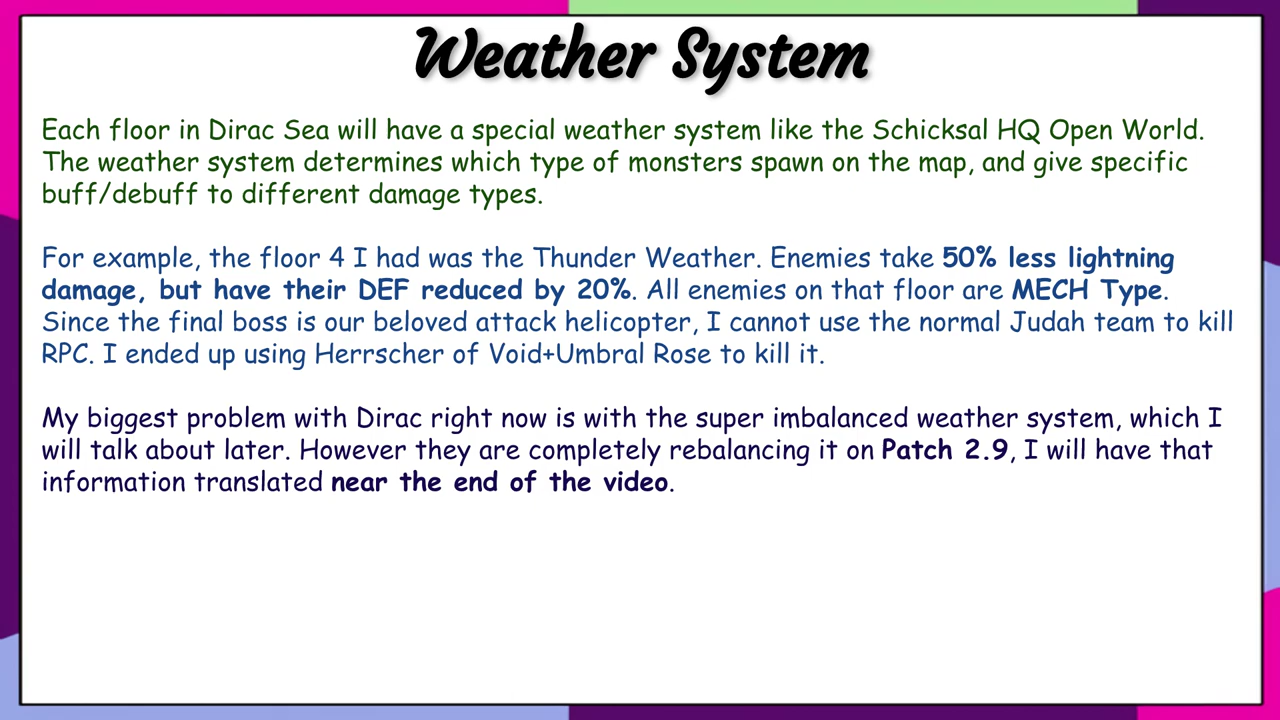 Weather System
Each floor in Dirac Sea will have a special weather system like the Schicksal HQ Open World.
The weather system determines which type of monsters spawn on the map, and give specific
buff/debuff to different damage types.
For example, the floor 4 I had was the Thunder Weather. Enemies take 50% less lightning
damage, but have their DEF reduced by 20%. All enemies on that floor are MECH Type.
Since the final boss is our beloved attack helicopter, I cannot use the normal Judah team to kill
RPC. I ended up using Herrscher of Void+Umbral Rose to kill it.
My biggest problem with Dirac right now is with the super imbalanced weather system, which I
will talk about later. However they are completely rebalancing it on Patch 2.9, I will have that
information translated near the end of the video.